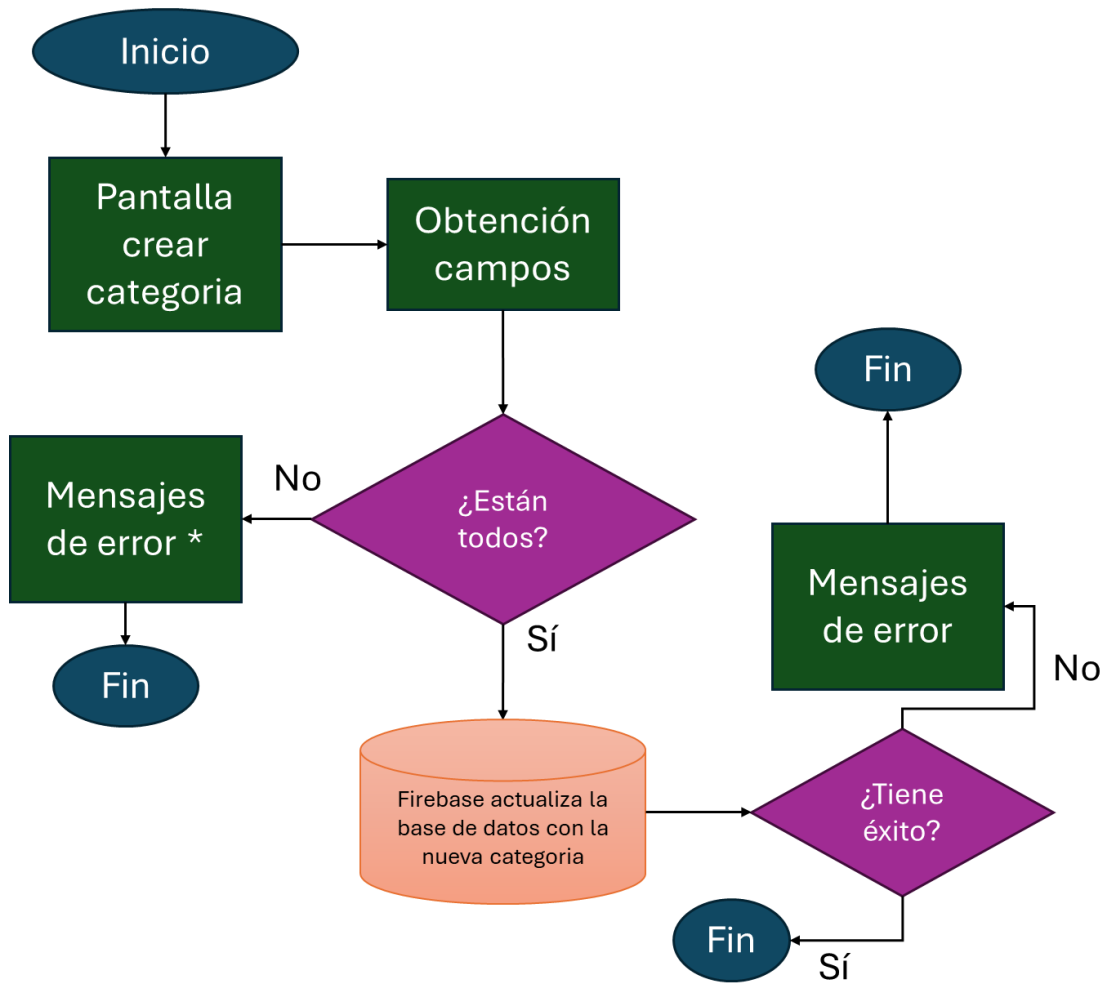 Inicio
Pantalla
crear
categoria
Obtención
campos
¿Están
todos?
No
Mensajes
de error *
Fin
Sí
Firebase actualiza la
base de datos con la
nueva categoria
¿Tiene
éxito?
No
Mensajes
de error
Fin
Sí
Fin